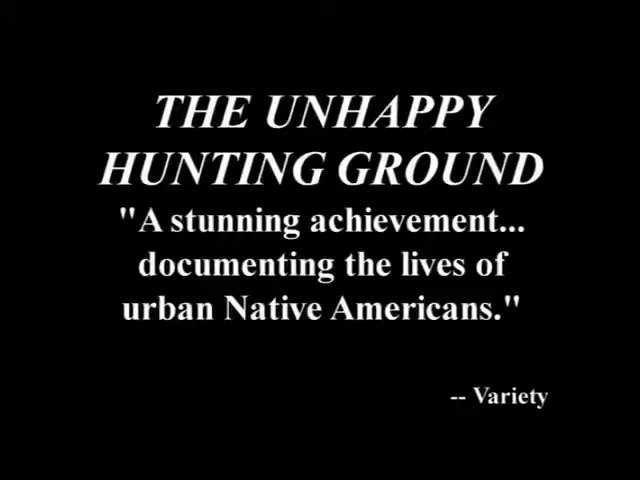 THE UNHAPPY
HUNTING GROUND
"A stunning achievement...
documenting the lives of
urban Native Americans."
-- Variety